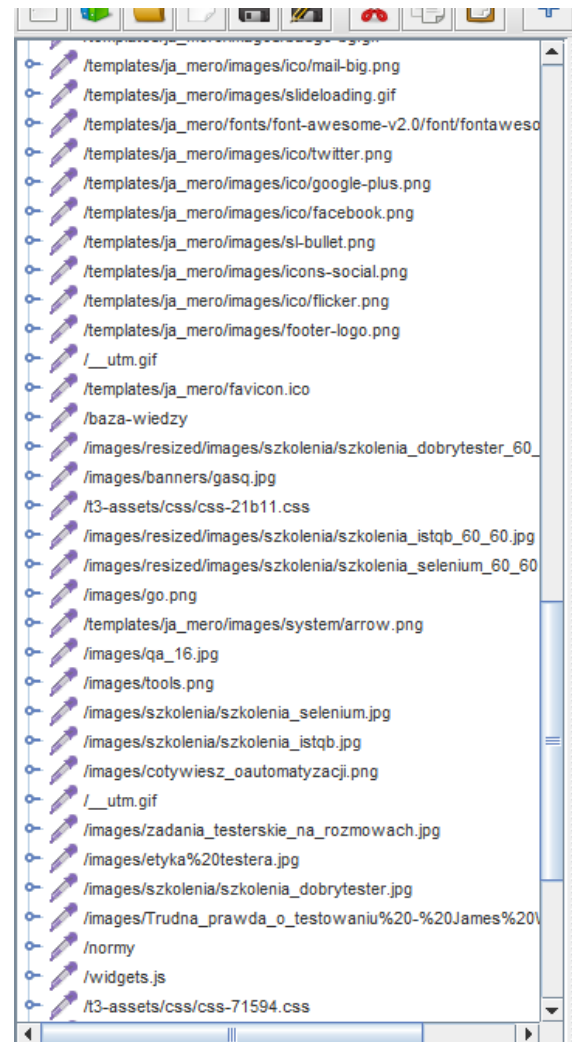 /templates/ja_mero/images/ico/mail-big.png
/templates/ja_mero/images/slideloading.gif
/templates/ja_mero/fonts/font-awesome-v2.0/font/fontaweso
/templates/ja_mero/images/ico/twitter.png
/templates/ja_mero/images/ico/google-plus.png
/templates/ja_mero/images/ico/facebook.png
/templates/ja_mero/images/sl-bullet.png
/templates/ja_mero/images/icons-social.png
/templates/ja_mero/images/ico/flicker.png
/templates/ja_mero/images/footer-logo.png
/__utm.gif
/templates/ja_mero/favicon.ico
/baza-wiedzy
/images/resized/images/szkolenia/szkolenia_dobrytester_60_
/images/banners/gasq.jpg
/t3-assets/css/css-21b11.css
/images/resized/images/szkolenia/szkolenia_istqb_60_60.jpg
/images/resized/images/szkolenia/szkolenia_selenium_60_60
/images/go.png
/templates/ja_mero/images/system/arrow.png
/images/qa_16.jpg
/images/tools.png
/images/szkolenia/szkolenia_selenium.jpg
/images/szkolenia/szkolenia_istqb.jpg
/images/cotywiesz_oautomatyzacji.png
/__utm.gif
/images/zadania_testerskie_na_rozmowach.jpg
/images/etyka%20testera.jpg
/images/szkolenia/szkolenia_dobrytester.jpg
/images/Trudna_prawda_o_testowaniu%20-%20James%20
/normy
/widgets.js
/t3-assets/css/css-71594.css